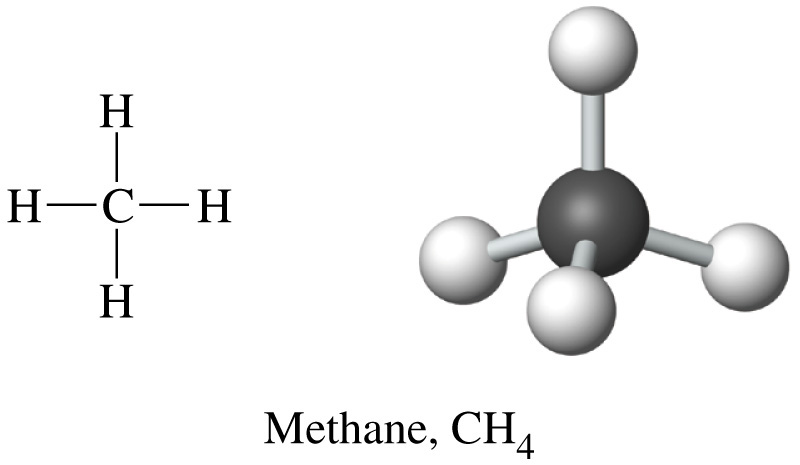 H
H—C—H
H
Methane, CH₄